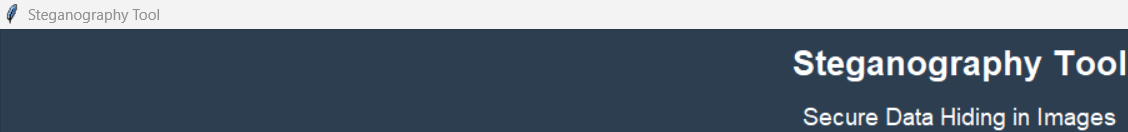 Steganography Tool
Steganography Tool
Secure Data Hiding in Images